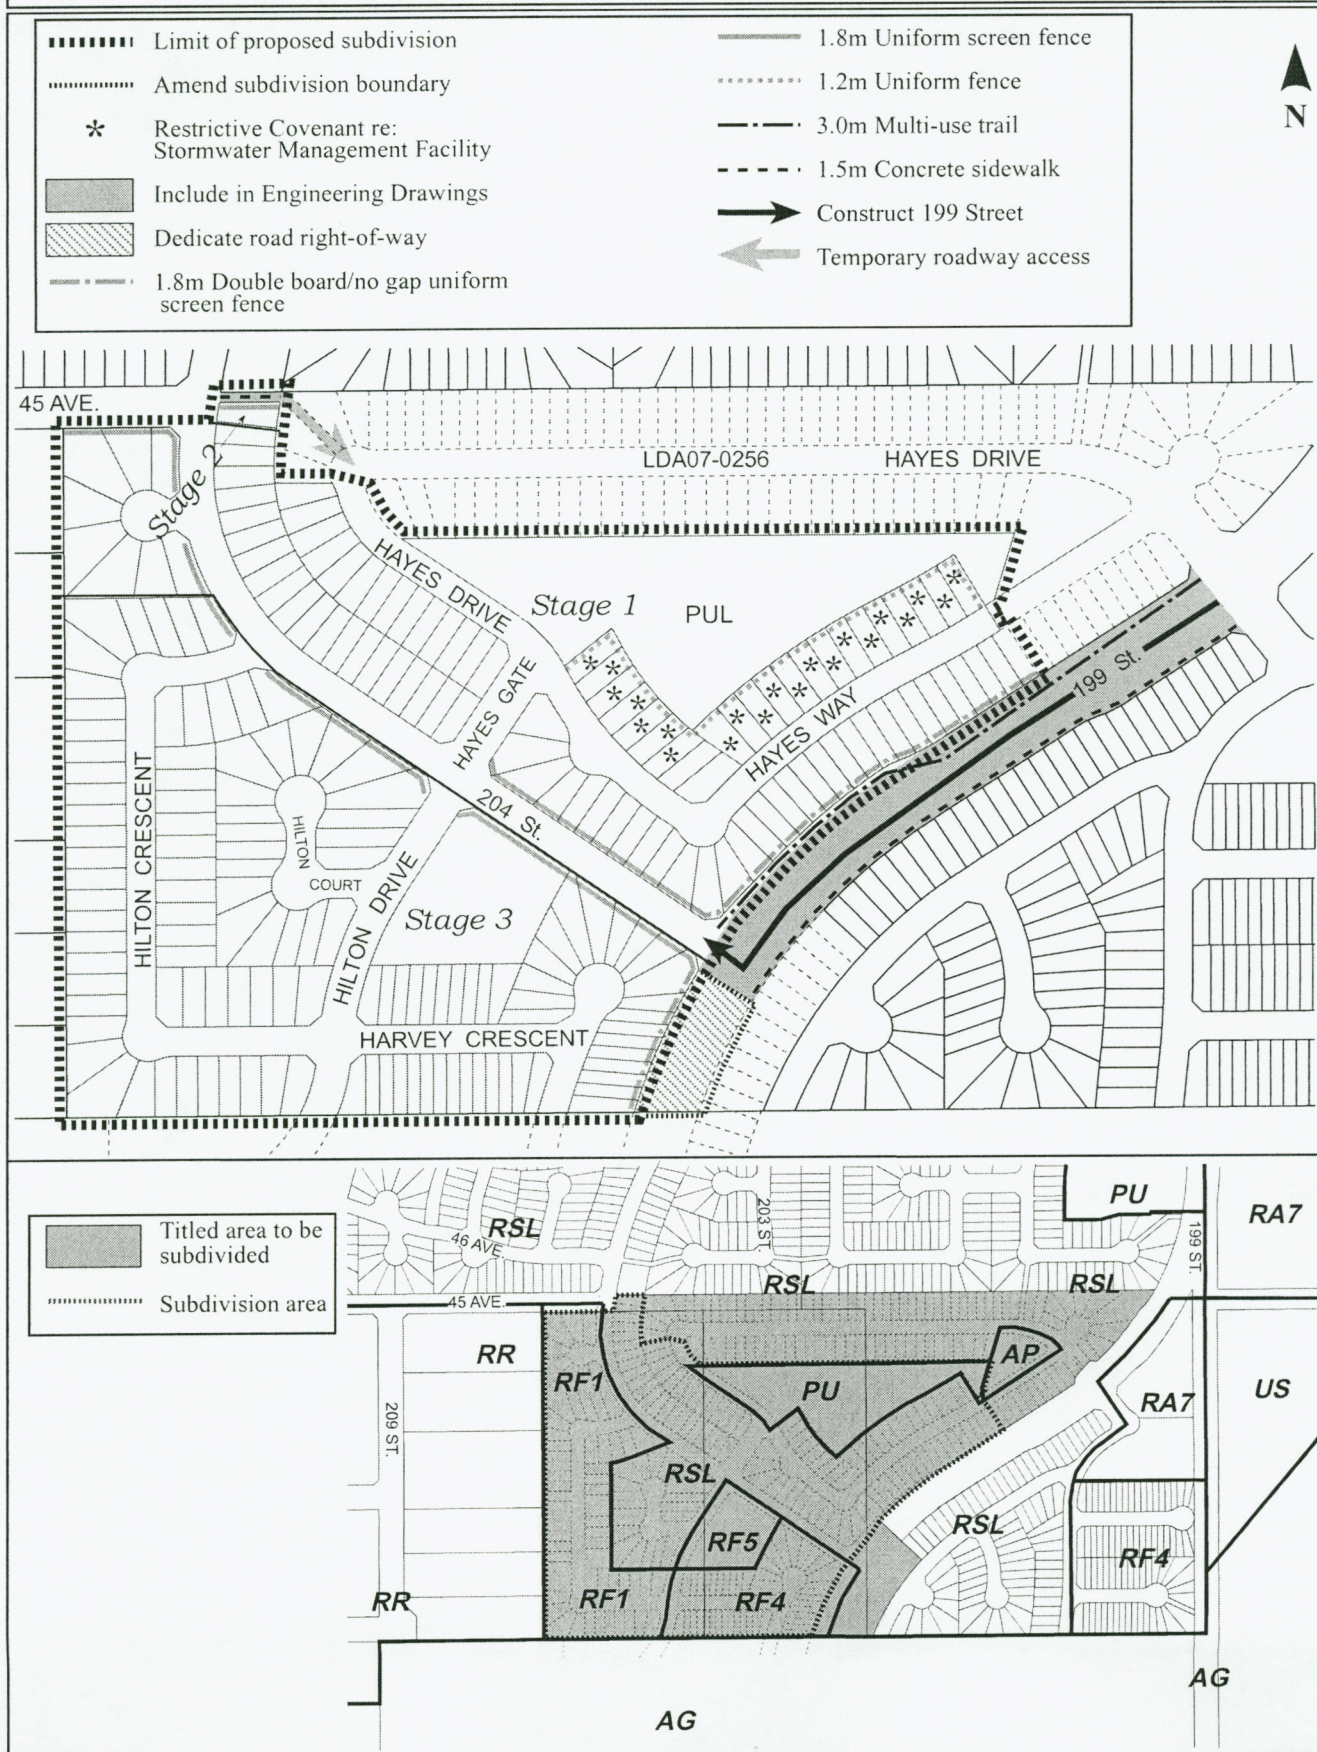 Limit of proposed subdivision
Amend subdivision boundary
* Restrictive Covenant re:
Stormwater Management Facility
Include in Engineering Drawings
Dedicate road right-of-way
1.8m Double board/no gap uniform
screen fence
1.8m Uniform screen fence
1.2m Uniform fence
3.0m Multi-use trail
1.5m Concrete sidewalk
Construct 199 Street
Temporary roadway access
N
45 AVE.
Stage 2
LDA07-0256
HAYES DRIVE
HAYES DRIVE
Stage 1
PUL
HAYES GATE
HAYES WAY
199 St.
204 St.
HILTON CRESCENT
HILTON
COURT
HILTON DRIVE
Stage 3
HARVEY CRESCENT
Titled area to be
subdivided
Subdivision area
PU
RA7
RSL
46 AVE.
203 ST.
199 ST.
RSL
RSL
45 AVE.
RR
RF1
AP
PU
RA7
US
209 ST.
RSL
RSL
RF5
RF4
RR
RF1
RF4
AG
AG